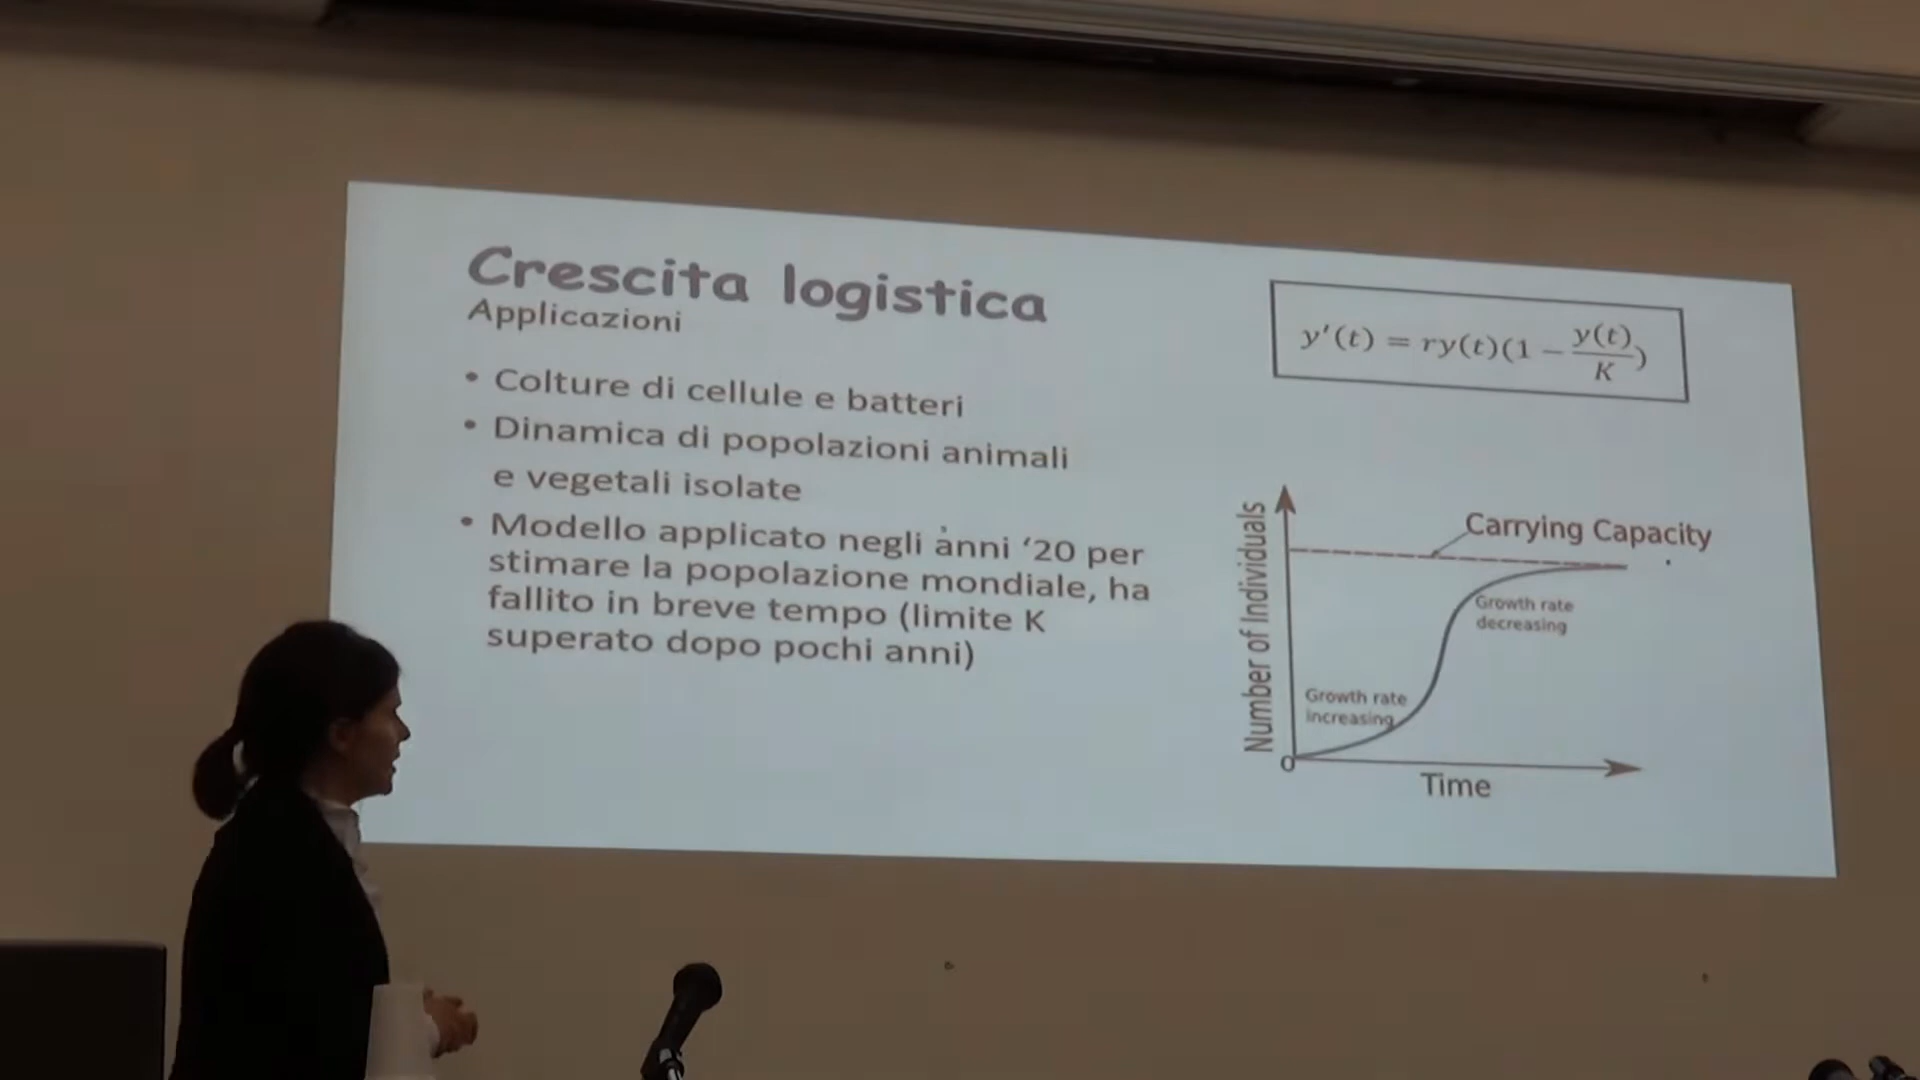 Crescita logistica
Applicazioni
• Colture di cellule e batteri
• Dinamica di popolazioni animali
e vegetali isolate
• Modello applicato negli anni ‘20 per
stimare la popolazione mondiale, ha
fallito in breve tempo (limite K
superato dopo pochi anni)
y'(t) = ry(t)(1 − y(t)/K)
Number of Individuals
Carrying Capacity
Growth rate
decreasing
Growth rate
increasing
0
Time